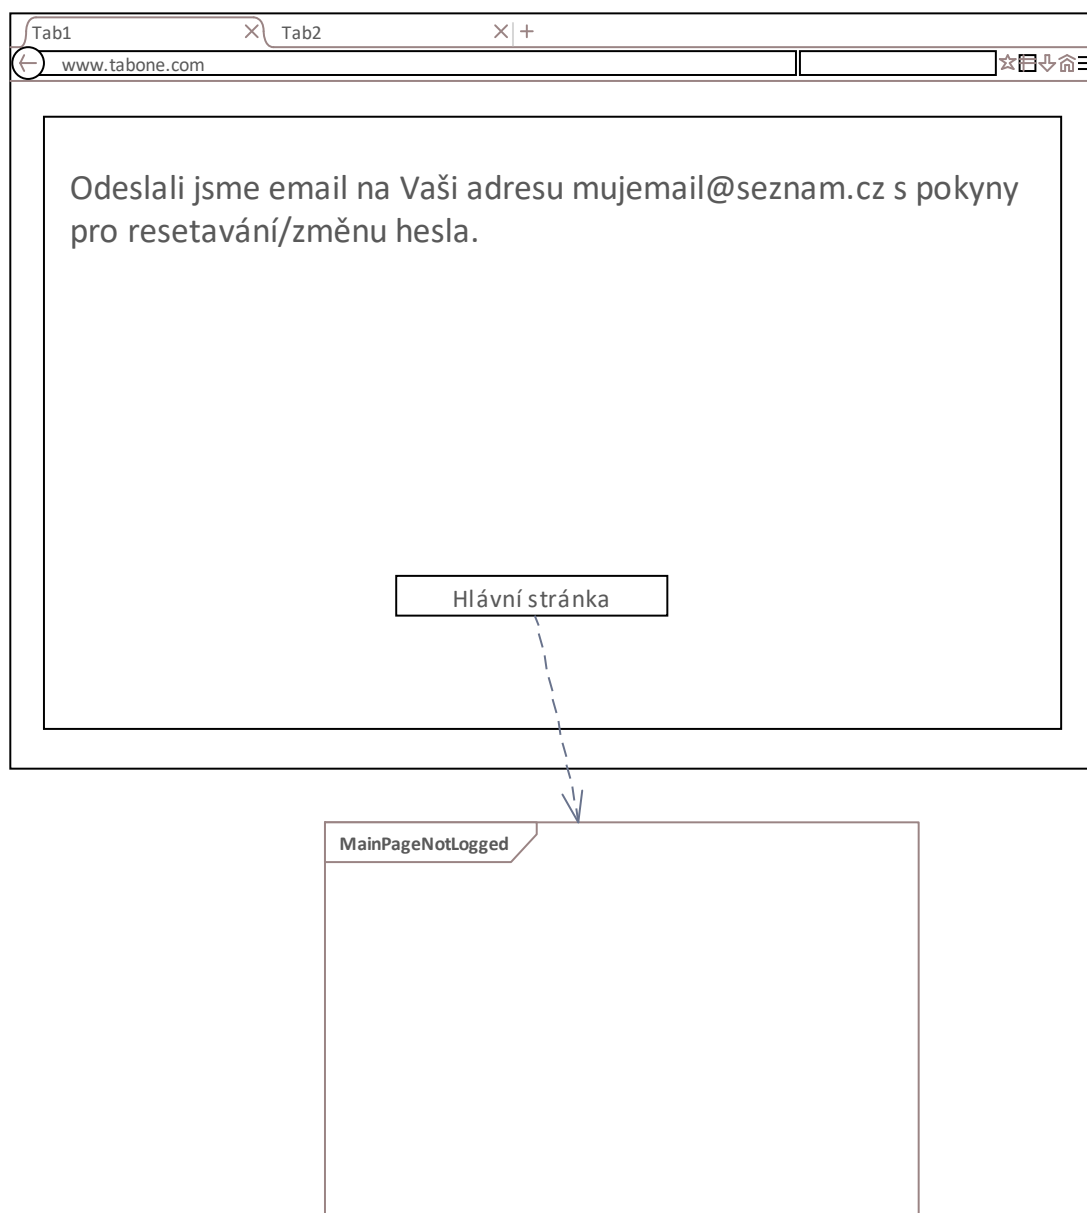 Tab1
Tab2
www.tabone.com
Odeslali jsme email na Vaši adresu mujemail@seznam.cz s pokyny
pro resetavání/změnu hesla.
Hlávní stránka
MainPageNotLogged